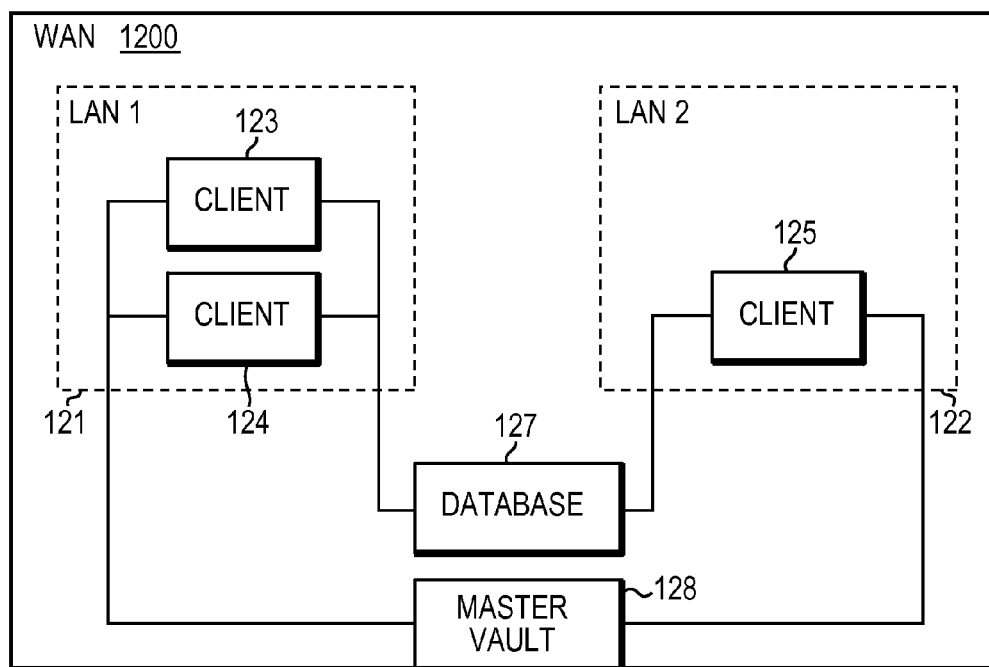 WAN 1200
LAN 1
LAN 2
123
CLIENT
125
CLIENT
CLIENT
121
124
122
127
DATABASE
128
MASTER
VAULT